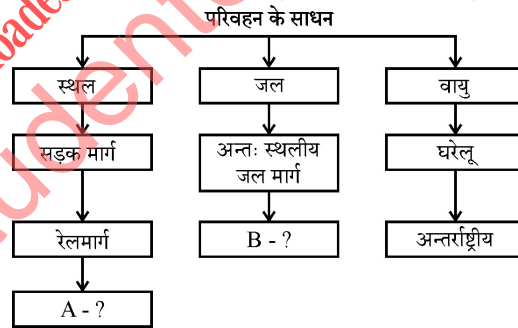 परिवहन के साधन
स्थल
जल
वायु
सड़क मार्ग
अन्तः स्थलीय
जल मार्ग
घरेलू
रेलमार्ग
B - ?
अन्तर्राष्ट्रीय
A - ?